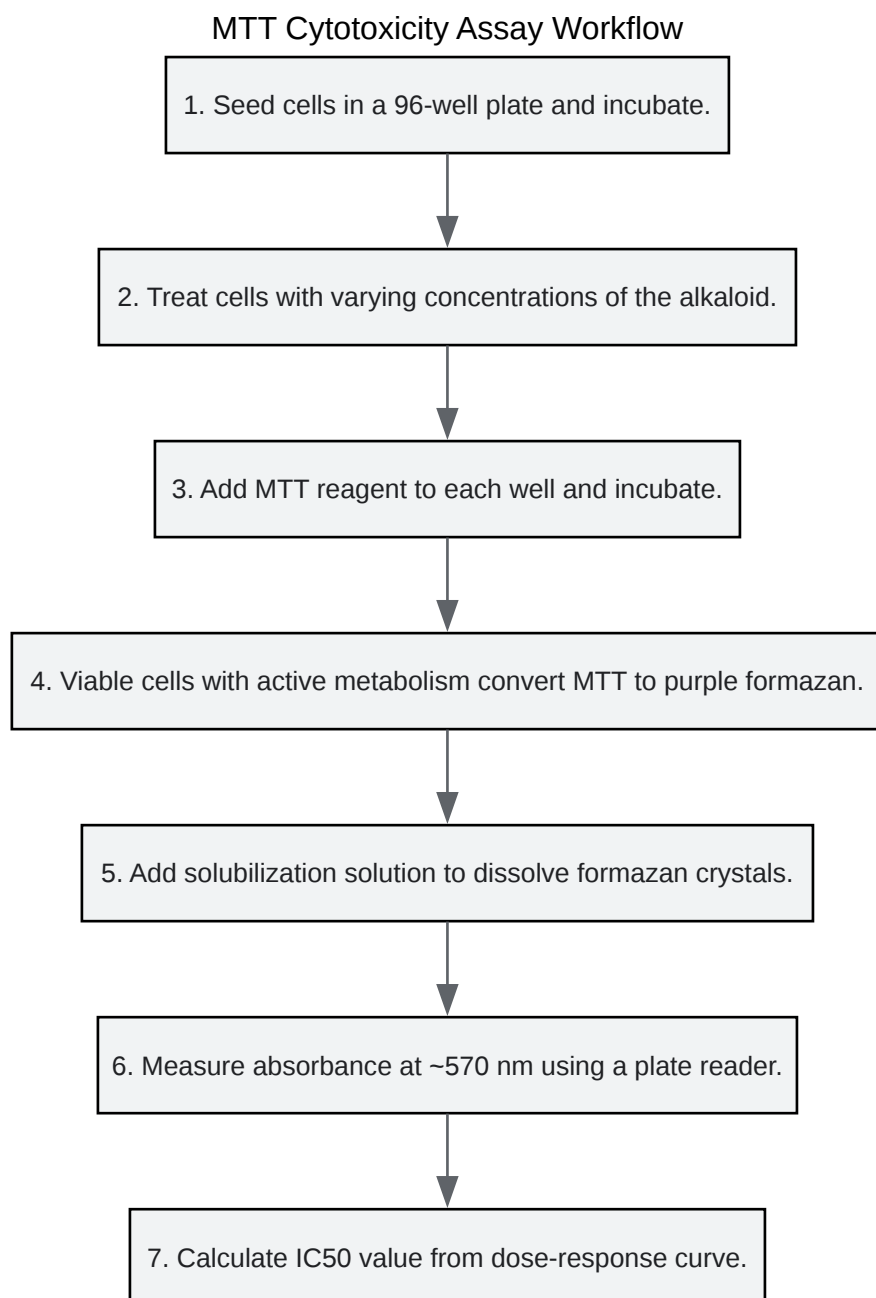 MTT Cytotoxicity Assay Workflow
1. Seed cells in a 96-well plate and incubate.
2. Treat cells with varying concentrations of the alkaloid.
3. Add MTT reagent to each well and incubate.
4. Viable cells with active metabolism convert MTT to purple formazan.
5. Add solubilization solution to dissolve formazan crystals.
6. Measure absorbance at ~570 nm using a plate reader.
7. Calculate IC50 value from dose-response curve.